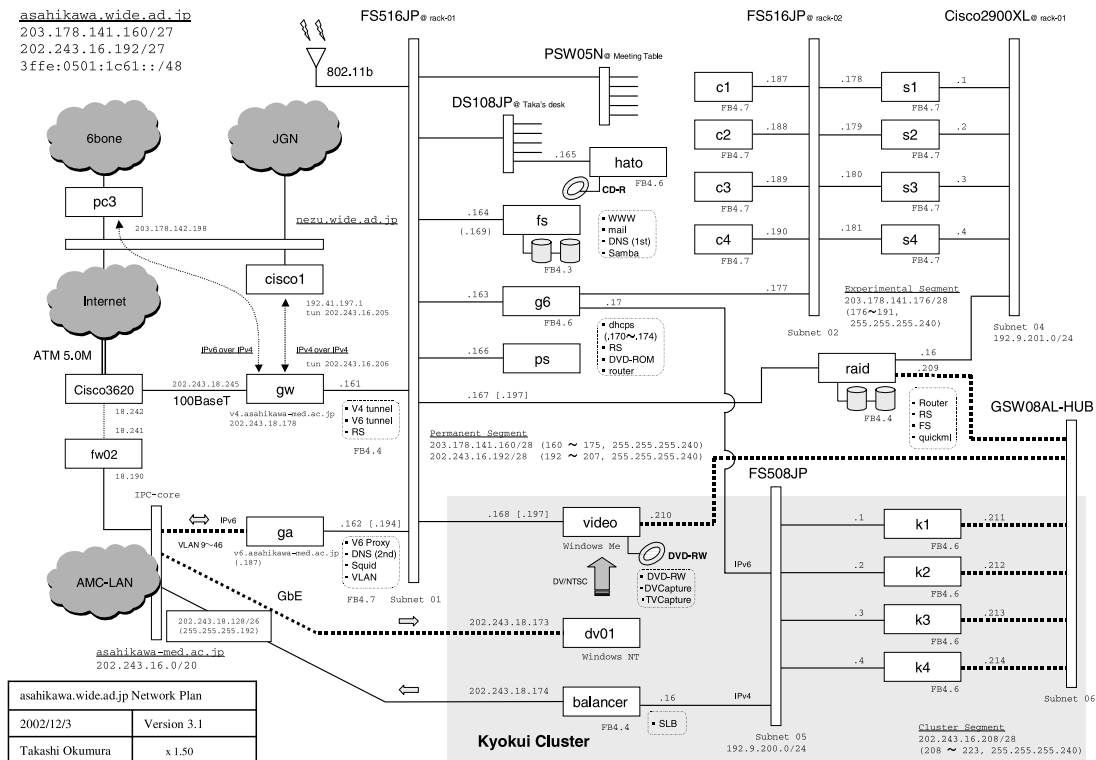 asahikawa.wide.ad.jp
203.178.141.160/27
202.243.16.192/27
3ffe:0501:1c61::/48
FS516JP@ rack-01
FS516JP@ rack-02
Cisco2900XL@ rack-01
802.11b
PSW05N@ Meeting Table
DS108JP@ Taka's desk
6bone
JGN
pc3
203.178.142.198
nezu.wide.ad.jp
cisco1
192.41.197.1
tun 202.243.16.205
Internet
ATM 5.0M
IPv6 over IPv4
IPv4 over IPv4
tun 202.243.16.206
Cisco3620
202.243.18.245
100BaseT
gw
.161
v4.asahikawa-med.ac.jp
202.243.18.178
▪ V4 tunnel
▪ V6 tunnel
▪ RS
FB4.4
18.242
18.241
fw02
18.190
IPC-core
IPv6
VLAN 9~46
ga
.162 [.194]
v6.asahikawa-med.ac.jp
(.187)
▪ V6 Proxy
▪ DNS (2nd)
▪ Squid
▪ VLAN
FB4.7
Subnet 01
AMC-LAN
GbE
202.243.18.128/26
(255.255.255.192)
asahikawa-med.ac.jp
202.243.16.0/20
.165
hato
FB4.6
CD-R
.164
(.169)
fs
FB4.3
▪ WWW
▪ mail
▪ DNS (1st)
▪ Samba
.163
g6
FB4.6
.17
.177
▪ dhcps
(.170~.174)
▪ RS
▪ DVD-ROM
▪ router
.166
ps
.167 [.197]
c1
.187
FB4.7
.178
s1
.1
FB4.7
c2
.188
FB4.7
.179
s2
.2
FB4.7
c3
.189
FB4.7
.180
s3
.3
FB4.7
c4
.190
FB4.7
.181
s4
.4
FB4.7
Experimental Segment
203.178.141.176/28
(176~191,
255.255.255.240)
Subnet 02
Subnet 04
192.9.201.0/24
raid
.16
.209
FB4.4
▪ Router
▪ RS
▪ FS
▪ quickml
GSW08AL-HUB
Permanent Segment
203.178.141.160/28 (160 ~ 175, 255.255.255.240)
202.243.16.192/28 (192 ~ 207, 255.255.255.240)
FS508JP
.168 [.197]
video
.210
Windows Me
DVD-RW
DV/NTSC
▪ DVD-RW
▪ DVCapture
▪ TVCapture
IPv6
202.243.18.173
dv01
Windows NT
202.243.18.174
balancer
.16
FB4.4
▪ SLB
IPv4
.1
k1
.211
FB4.6
.2
k2
.212
FB4.6
.3
k3
.213
FB4.6
.4
k4
.214
FB4.6
Subnet 06
Subnet 05
192.9.200.0/24
Cluster Segment
202.243.16.208/28
(208 ~ 223, 255.255.255.240)
Kyokui Cluster
asahikawa.wide.ad.jp Network Plan
2002/12/3
Version 3.1
Takashi Okumura
x 1.50